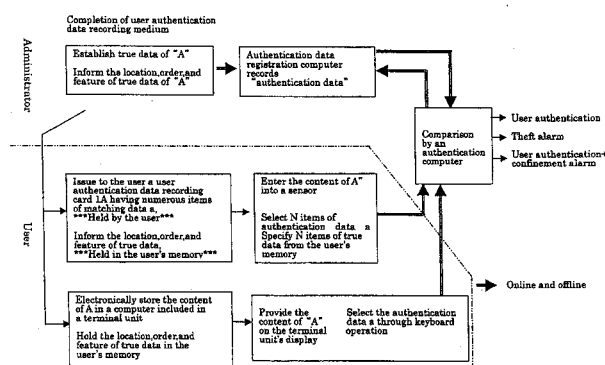 Completion of user authentication
data recording medium
Administrator
Establish true data of "A"
Inform the location,order,and
feature of true data of "A"
Authentication data
registration computer
records
"authentication data"
Comparison
by an
authentication
computer
User authentication
Theft alarm
User authentication+
confinement alarm
User
Issue to the user a user
authentication data recording
card 1A having numerous items
of matching data a,
***Held by the user***
Inform the location,order,and
feature of true data,
***Held in the user's memory***
Enter the content of A"
into a sensor
Select N items of
authentication data a
Specify N items of true
data from the user's
memory
Online and offline
Electronically store the content
of A in a computer included in
a terminal unit
Hold the location,order,and
feature of true data in the
user's memory
Provide the
content of "A"
on the terminal
unit's display
Select the authentication
data a through keyboard
operation